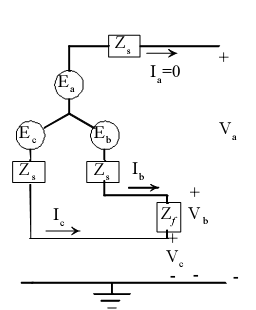 Z_s
I_a=0
+
E_a
V_a
E_c E_b
Z_s Z_s
I_b
+
Z_f V_b
I_c
+
V_c
- - -